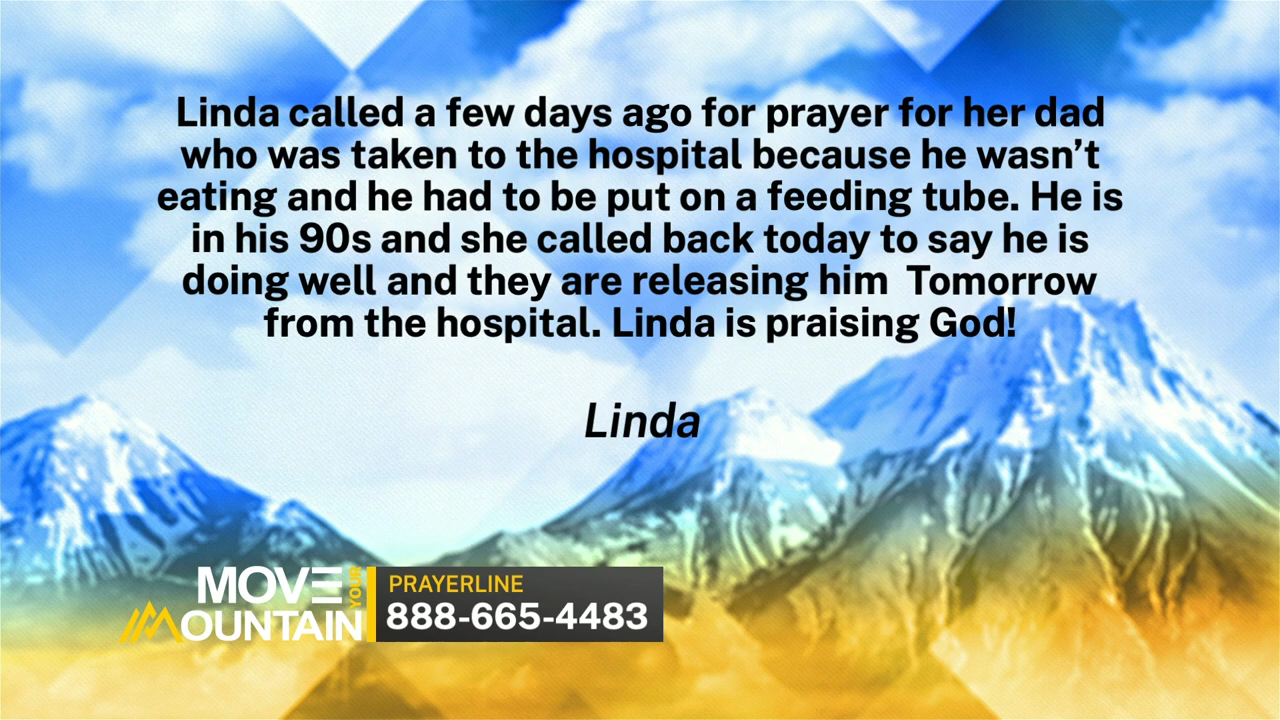 Linda called a few days ago for prayer for her dad
who was taken to the hospital because he wasn’t
eating and he had to be put on a feeding tube. He is
in his 90s and she called back today to say he is
doing well and they are releasing him  Tomorrow
from the hospital. Linda is praising God!
Linda
MOVE YOUR
MOUNTAIN
PRAYERLINE
888-665-4483